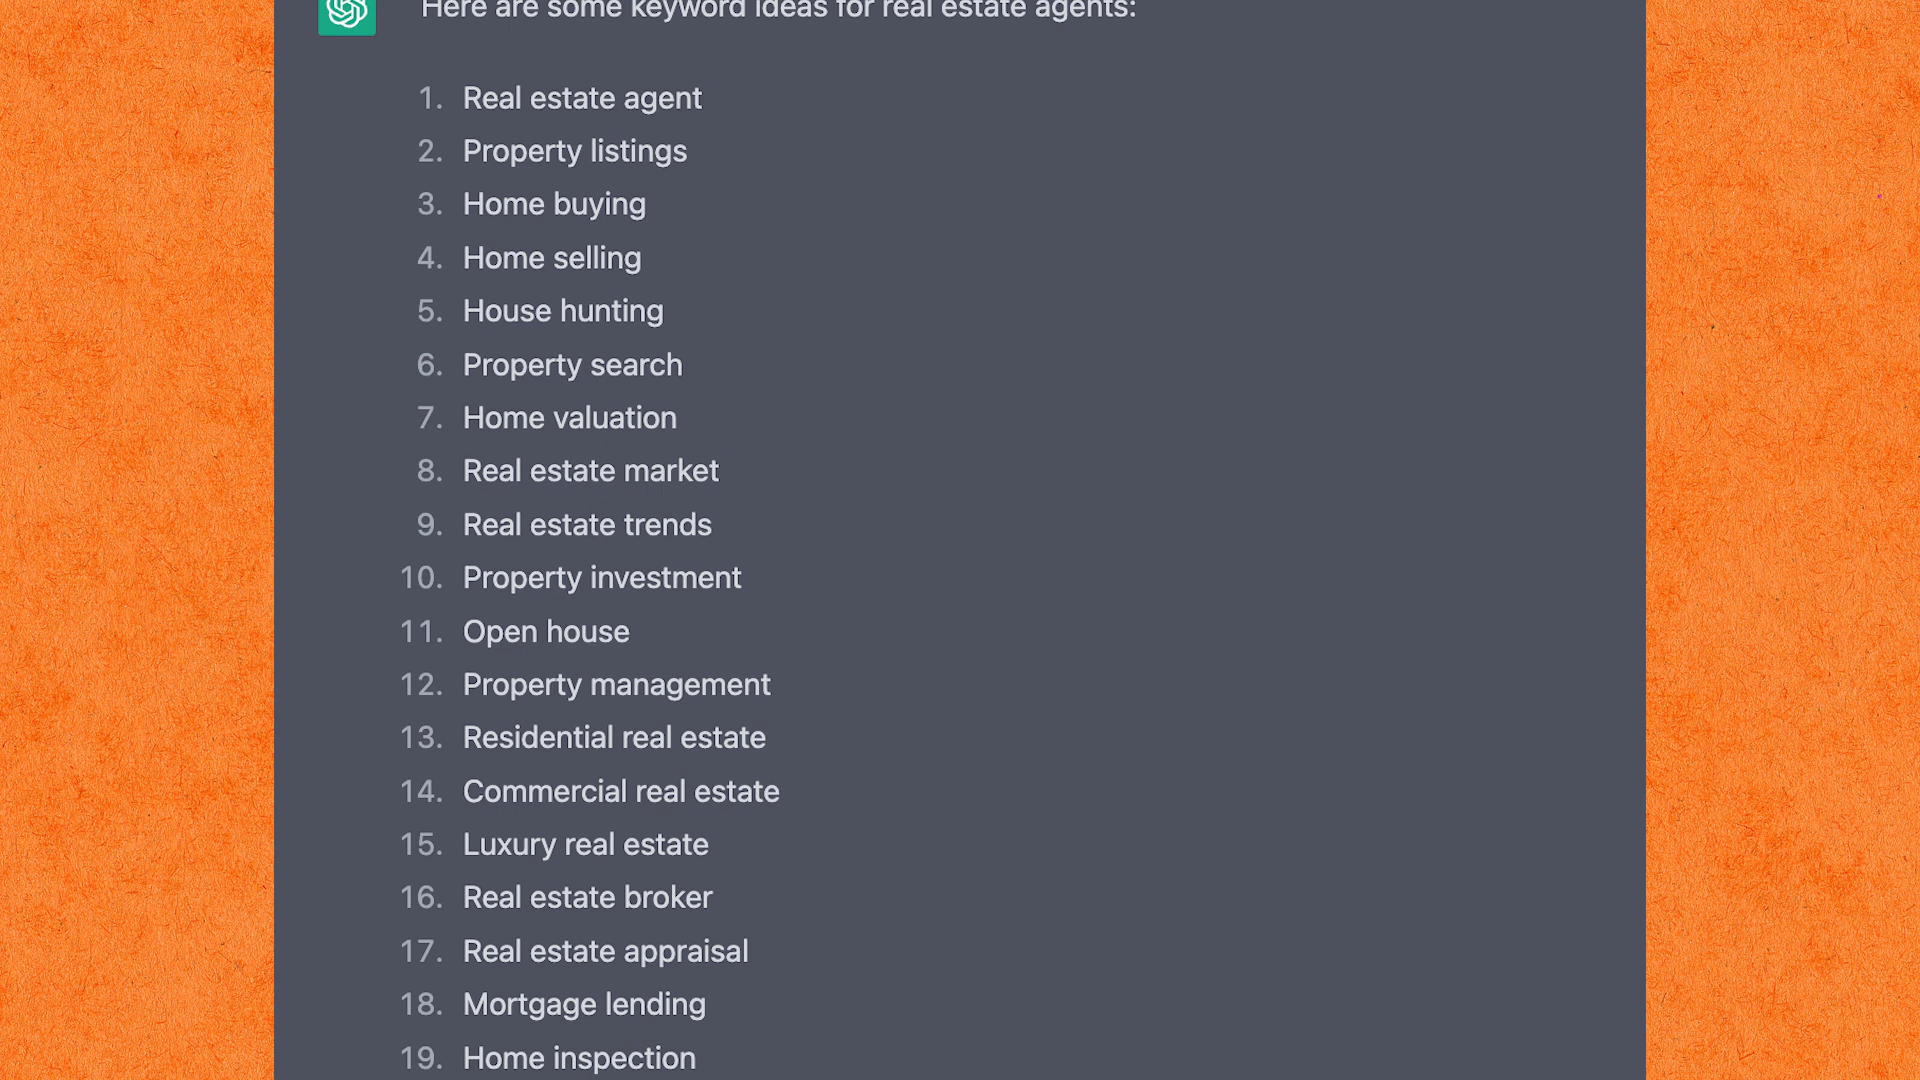 Here are some keyword ideas for real estate agents:
1. Real estate agent
2. Property listings
3. Home buying
4. Home selling
5. House hunting
6. Property search
7. Home valuation
8. Real estate market
9. Real estate trends
10. Property investment
11. Open house
12. Property management
13. Residential real estate
14. Commercial real estate
15. Luxury real estate
16. Real estate broker
17. Real estate appraisal
18. Mortgage lending
19. Home inspection